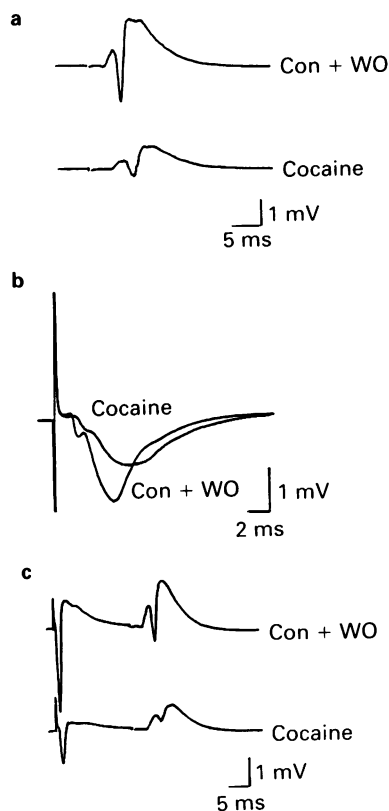 a
Con + WO
Cocaine
1 mV
5 ms
b
Cocaine
Con + WO
1 mV
2 ms
c
Con + WO
Cocaine
1 mV
5 ms